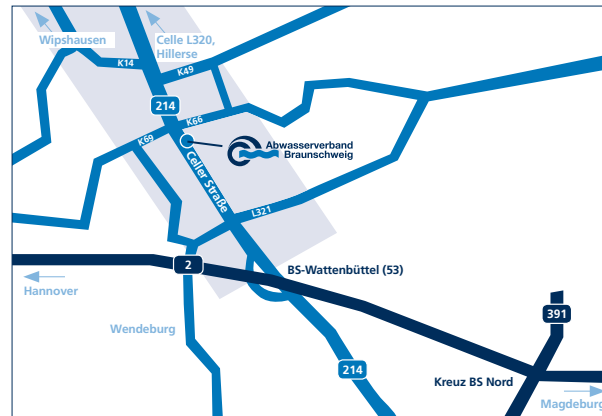 Wipshausen
Celle L320,
Hillerse
K14
K49
214
K66
K69
Abwasserverband
Braunschweig
Celler Straße
L321
2
BS-Wattenbüttel (53)
Hannover
391
Wendeburg
214
Kreuz BS Nord
Magdeburg